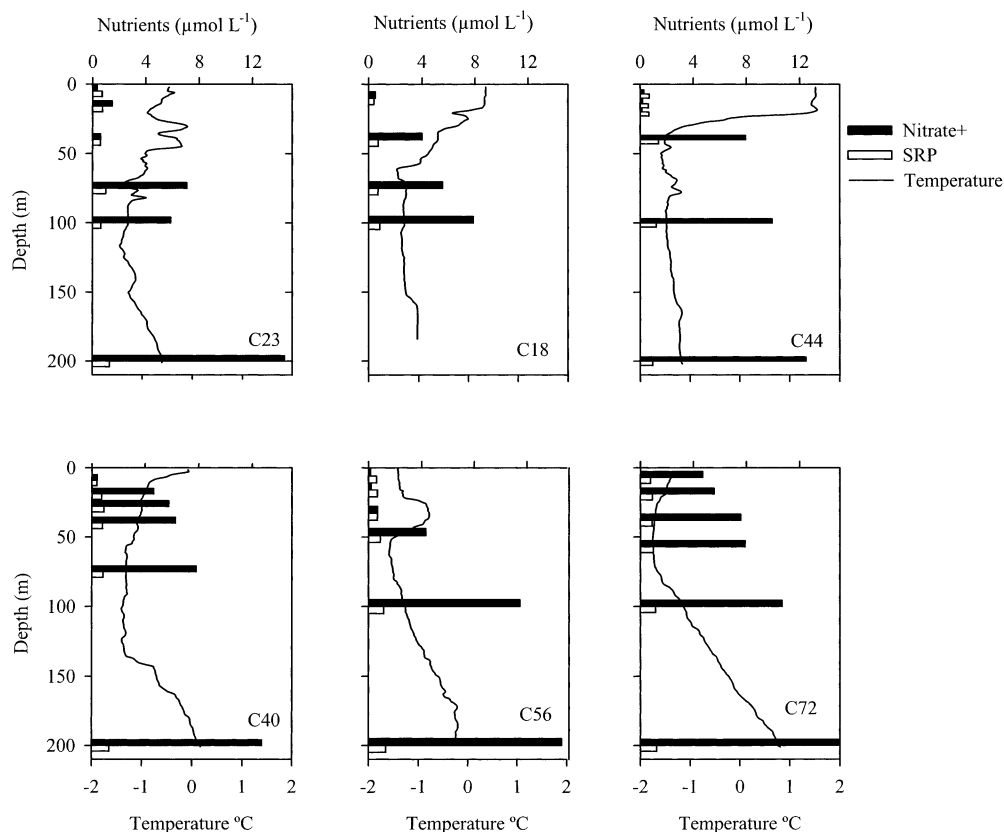 Nutrients (µmol L⁻¹) Nutrients (µmol L⁻¹) Nutrients (µmol L⁻¹)
0 4 8 12 0 4 8 12 0 4 8 12
0
50
100
150
200
Depth (m)
C23
C18
C44
Nitrate+
SRP
Temperature
0
50
100
150
200
Depth (m)
C40
C56
C72
-2 -1 0 1 2 -2 -1 0 1 2 -2 -1 0 1 2
Temperature ºC Temperature ºC Temperature ºC